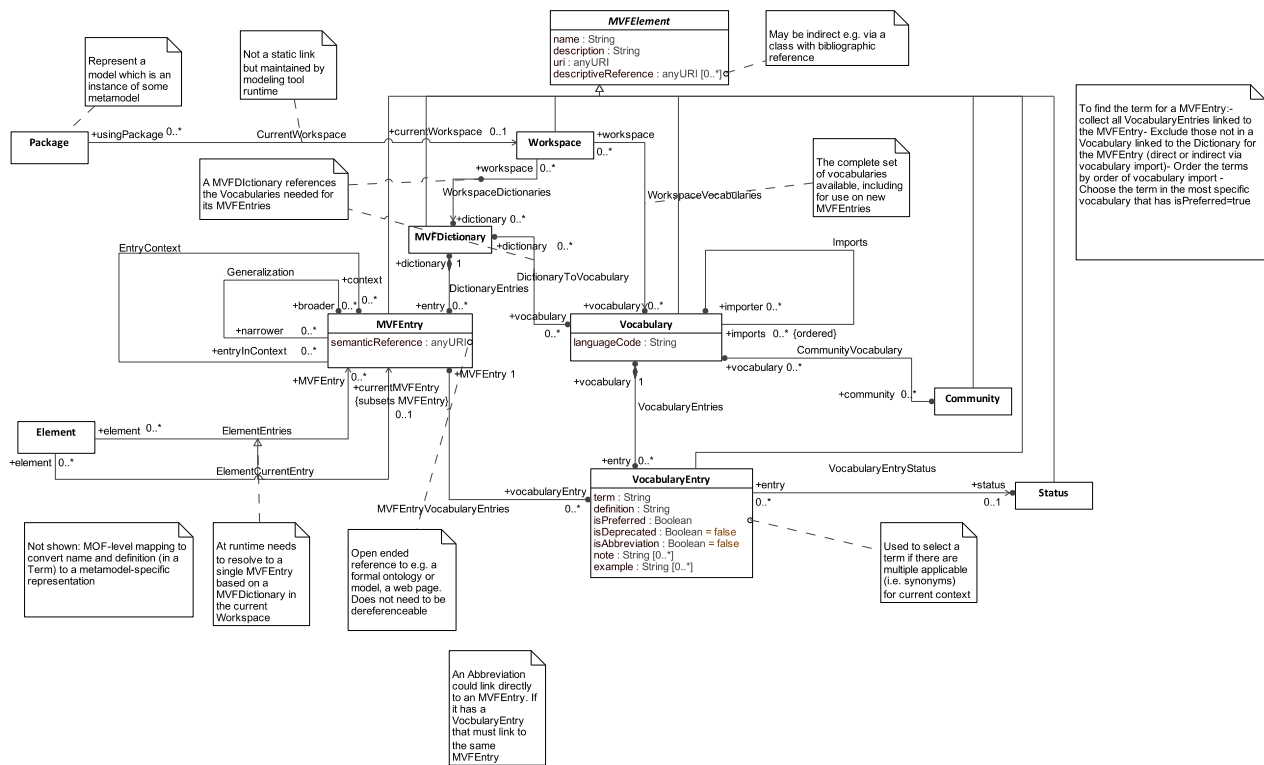 MVFElement
name : String
description : String
uri : anyURI
descriptiveReference : anyURI [0..*]
May be indirect e.g. via a
class with bibliographic
reference
Represent a
model which is an
instance of some
metamodel
Not a static link
but maintained by
modeling tool
runtime
To find the term for a MVFEntry:-
collect all VocabularyEntries linked to
the MVFEntry- Exclude those not in a
Vocabulary linked to the Dictionary for
the MVFEntry (direct or indirect via
vocabulary import)- Order the terms
by order of vocabulary import -
Choose the term in the most specific
vocabulary that has isPreferred=true
Package
+usingPackage 0..*
CurrentWorkspace
+currentWorkspace 0..1
Workspace
+workspace
0..*
+workspace 0..*
WorkspaceDictionaries
A MVFDIctionary references
the Vocabularies needed for
its MVFEntries
The complete set
of vocabularies
available, including
for use on new
MVFEntries
WorkspaceVocabularies
+dictionary 0..*
MVFDictionary
+dictionary 0..*
+dictionary 1
DictionaryToVocabulary
DictionaryEntries
EntryContext
Generalization
+context
0..*
+broader 0..*
+entry 0..*
+narrower 0..*
+entryInContext 0..*
MVFEntry
semanticReference : anyURI
+vocabulary
0..*
+vocabulary 0..*
Vocabulary
languageCode : String
Imports
+importer 0..*
+imports 0..* {ordered}
CommunityVocabulary
+vocabulary 0..*
+community 0..*
Community
+MVFEntry 0..*
+currentMVFEntry
{subsets MVFEntry}
0..1
+MVFEntry 1
+vocabulary 1
VocabularyEntries
Element
+element 0..*
ElementEntries
+element 0..*
ElementCurrentEntry
+entry 0..*
VocabularyEntry
term : String
definition : String
isPreferred : Boolean
isDeprecated : Boolean = false
isAbbreviation : Boolean = false
note : String [0..*]
example : String [0..*]
+entry
0..*
VocabularyEntryStatus
+status
0..1
Status
+vocabularyEntry
0..*
MVFEntryVocabularyEntries
Not shown: MOF-level mapping to
convert name and definition (in a
Term) to a metamodel-specific
representation
At runtime needs
to resolve to a
single MVFEntry
based on a
MVFDictionary in
the current
Workspace
Open ended
reference to e.g. a
formal ontology or
model, a web page.
Does not need to be
dereferenceable
Used to select a
term if there are
multiple applicable
(i.e. synonyms)
for current context
An Abbreviation
could link directly
to an MVFEntry. If
it has a
VocbularyEntry
that must link to
the same
MVFEntry